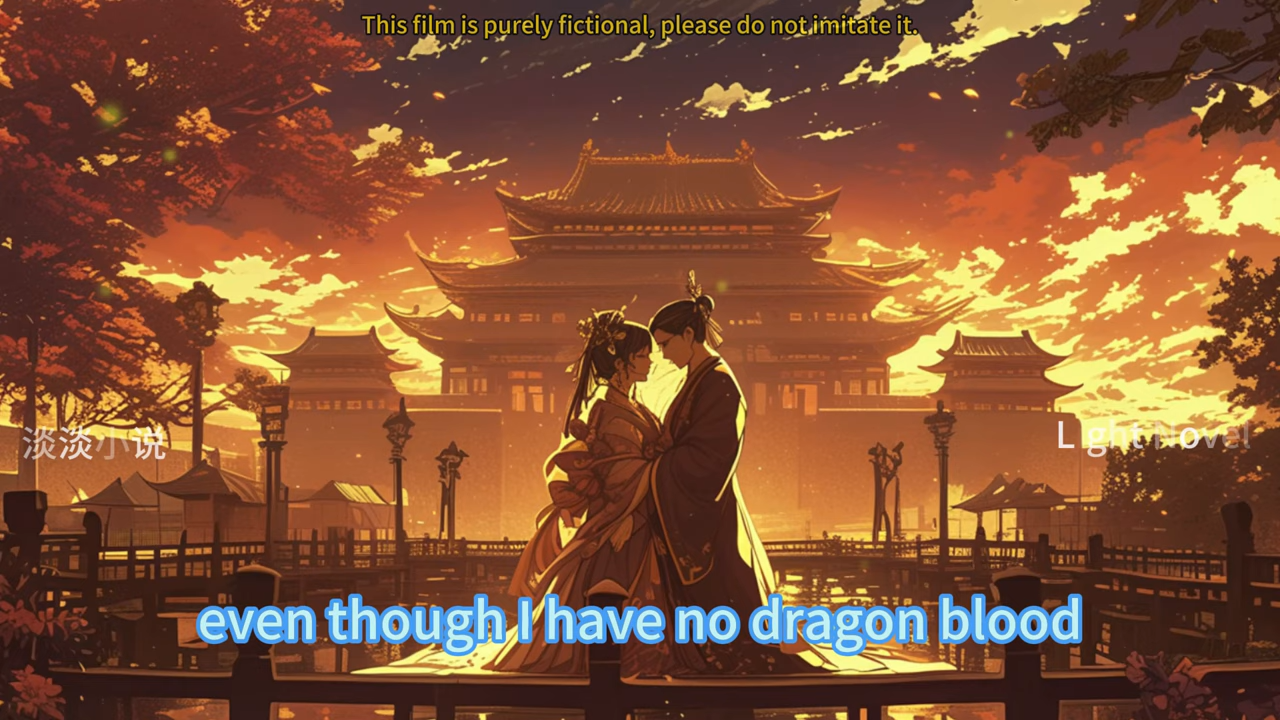 This film is purely fictional, please do not imitate it.
淡淡小说
Light Novel
even though I have no dragon blood